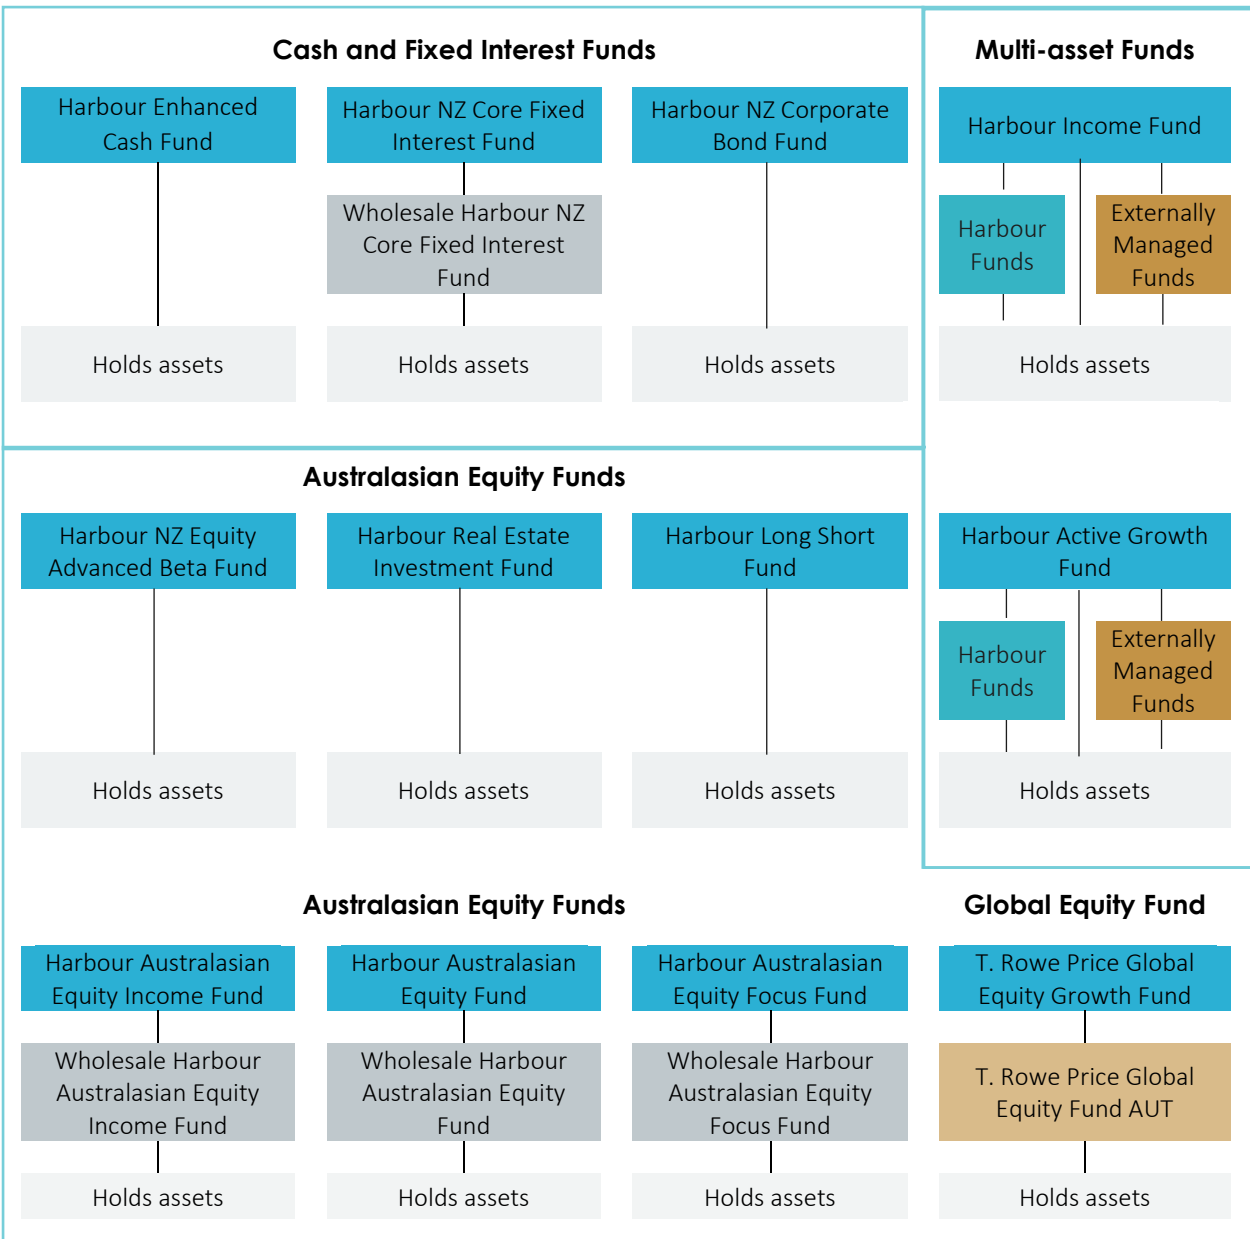 Cash and Fixed Interest Funds
Harbour Enhanced
Cash Fund
Harbour NZ Core Fixed
Interest Fund
Harbour NZ Corporate
Bond Fund
Wholesale Harbour NZ
Core Fixed Interest
Fund
Holds assets
Holds assets
Holds assets
Multi-asset Funds
Harbour Income Fund
Harbour
Funds
Externally
Managed
Funds
Holds assets
Australasian Equity Funds
Harbour NZ Equity
Advanced Beta Fund
Harbour Real Estate
Investment Fund
Harbour Long Short
Fund
Holds assets
Holds assets
Holds assets
Harbour Active Growth
Fund
Harbour
Funds
Externally
Managed
Funds
Holds assets
Australasian Equity Funds
Harbour Australasian
Equity Income Fund
Harbour Australasian
Equity Fund
Harbour Australasian
Equity Focus Fund
Wholesale Harbour
Australasian Equity
Income Fund
Wholesale Harbour
Australasian Equity
Fund
Wholesale Harbour
Australasian Equity
Focus Fund
Holds assets
Holds assets
Holds assets
Global Equity Fund
T. Rowe Price Global
Equity Growth Fund
T. Rowe Price Global
Equity Fund AUT
Holds assets